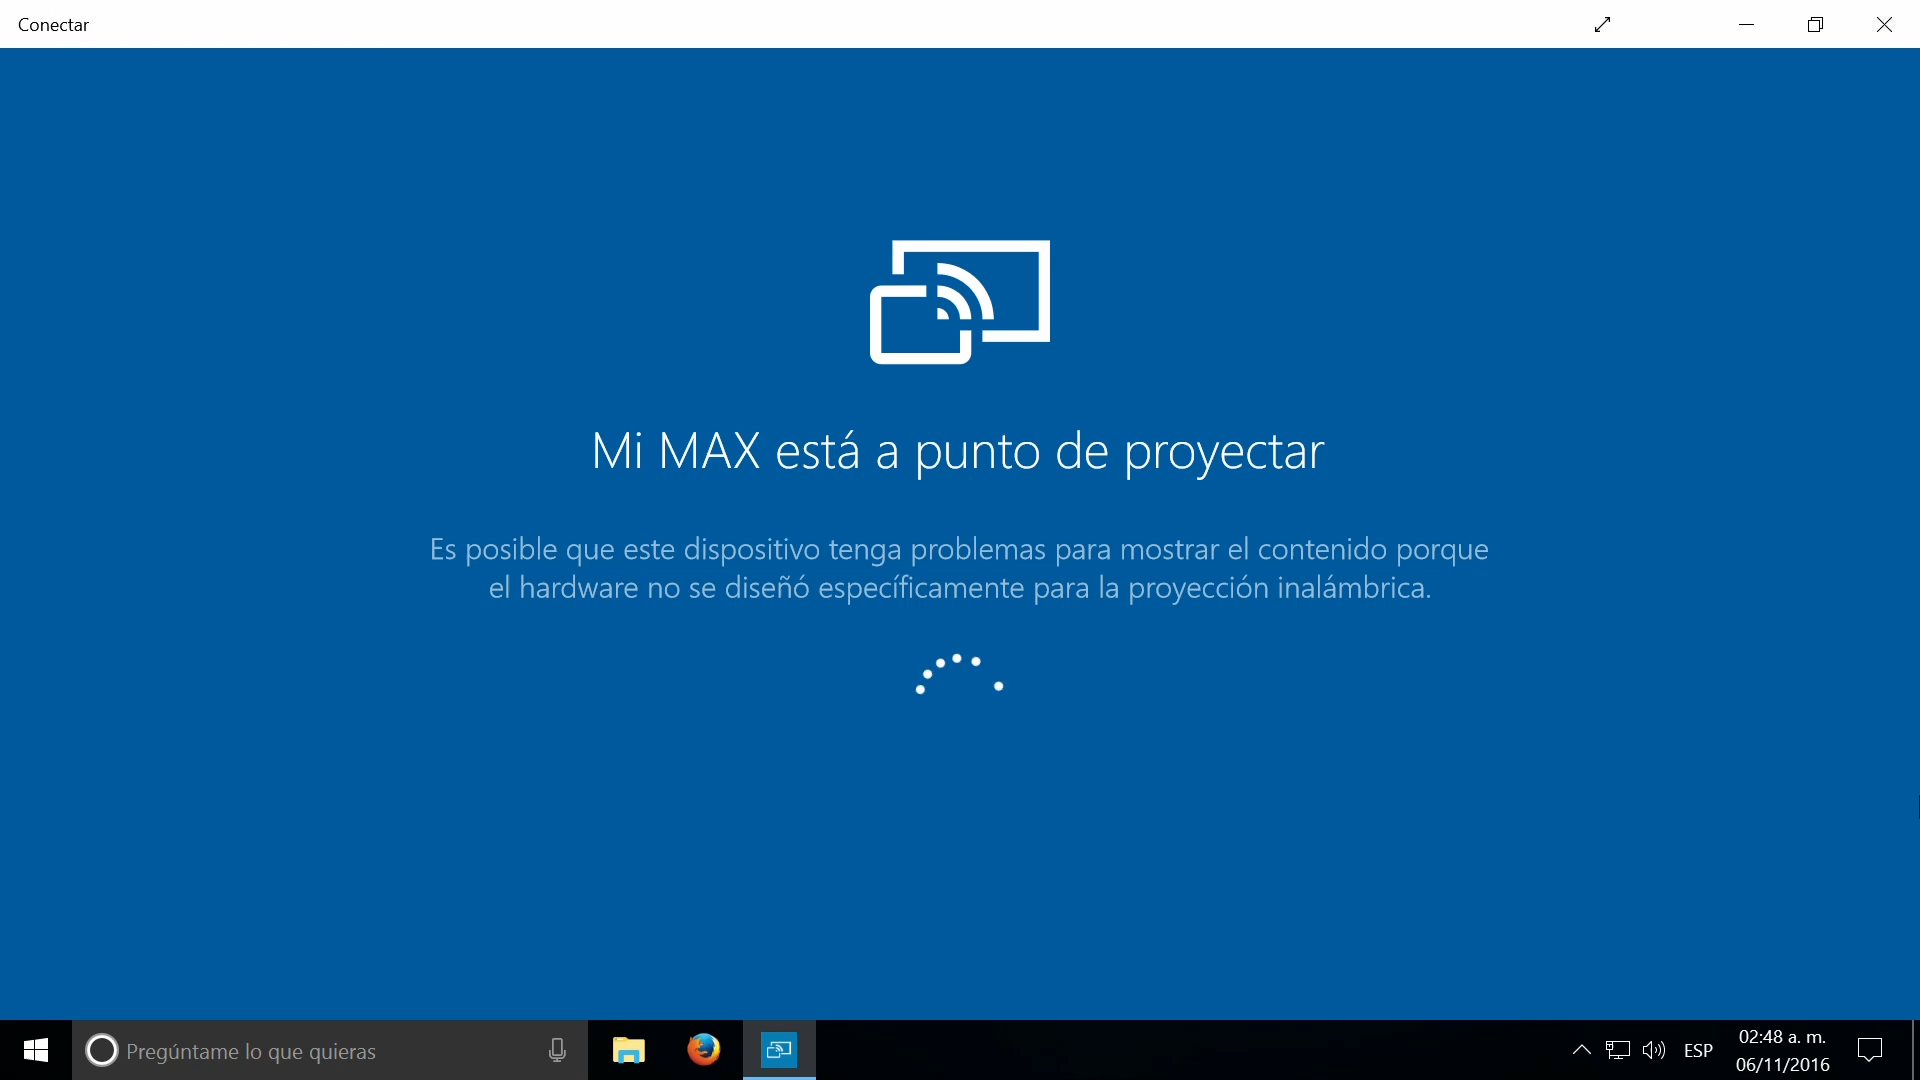 Conectar
Mi MAX está a punto de proyectar
Es posible que este dispositivo tenga problemas para mostrar el contenido porque
el hardware no se diseñó específicamente para la proyección inalámbrica.
Pregúntame lo que quieras
ESP
02:48 a. m.
06/11/2016